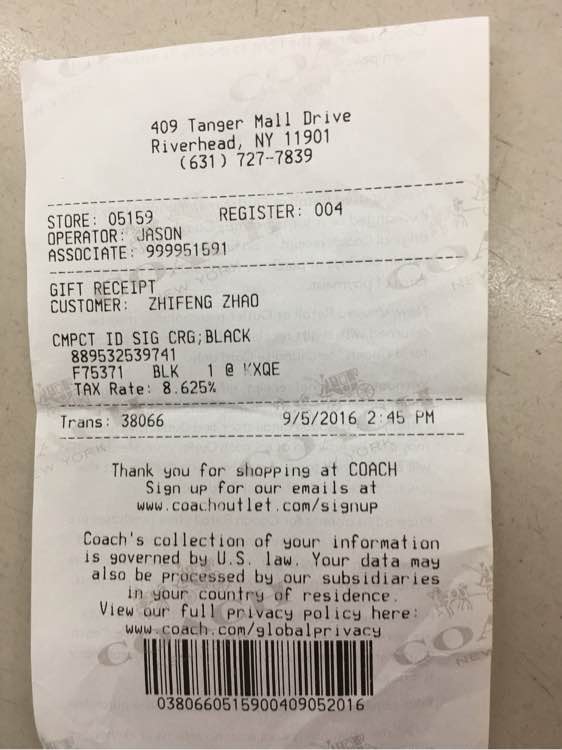 409 Tanger Mall Drive
Riverhead, NY 11901
(631) 727-7839
STORE: 05159 REGISTER: 004
OPERATOR: JASON
ASSOCIATE: 999951591
GIFT RECEIPT
CUSTOMER: ZHIFENG ZHAO
CMPCT ID SIG CRG;BLACK
889532539741
F75371 BLK 1 @
TAX Rate: 8.625%
Trans: 38066 9/5/2016 2:45 PM
Thank you for shopping at COACH
Sign up for our emails at
www.coachoutlet.com/signup
Coach's collection of your information
is governed by U.S. law. Your data may
also be processed by our subsidiaries
in your country of residence.
View our full privacy policy here:
www.coach.com/globalprivacy
0380660515900409052016